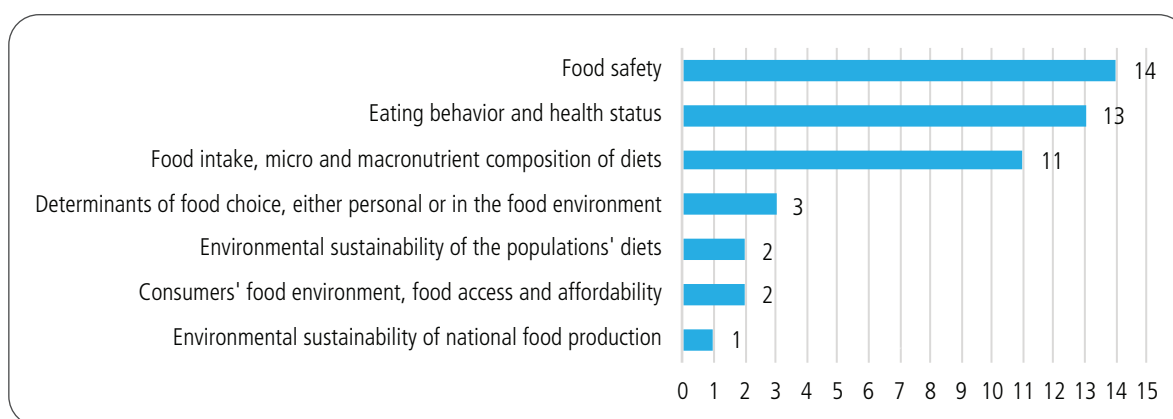 Food safety 14
Eating behavior and health status 13
Food intake, micro and macronutrient composition of diets 11
Determinants of food choice, either personal or in the food environment 3
Environmental sustainability of the populations' diets 2
Consumers' food environment, food access and affordability 2
Environmental sustainability of national food production 1
0 1 2 3 4 5 6 7 8 9 10 11 12 13 14 15